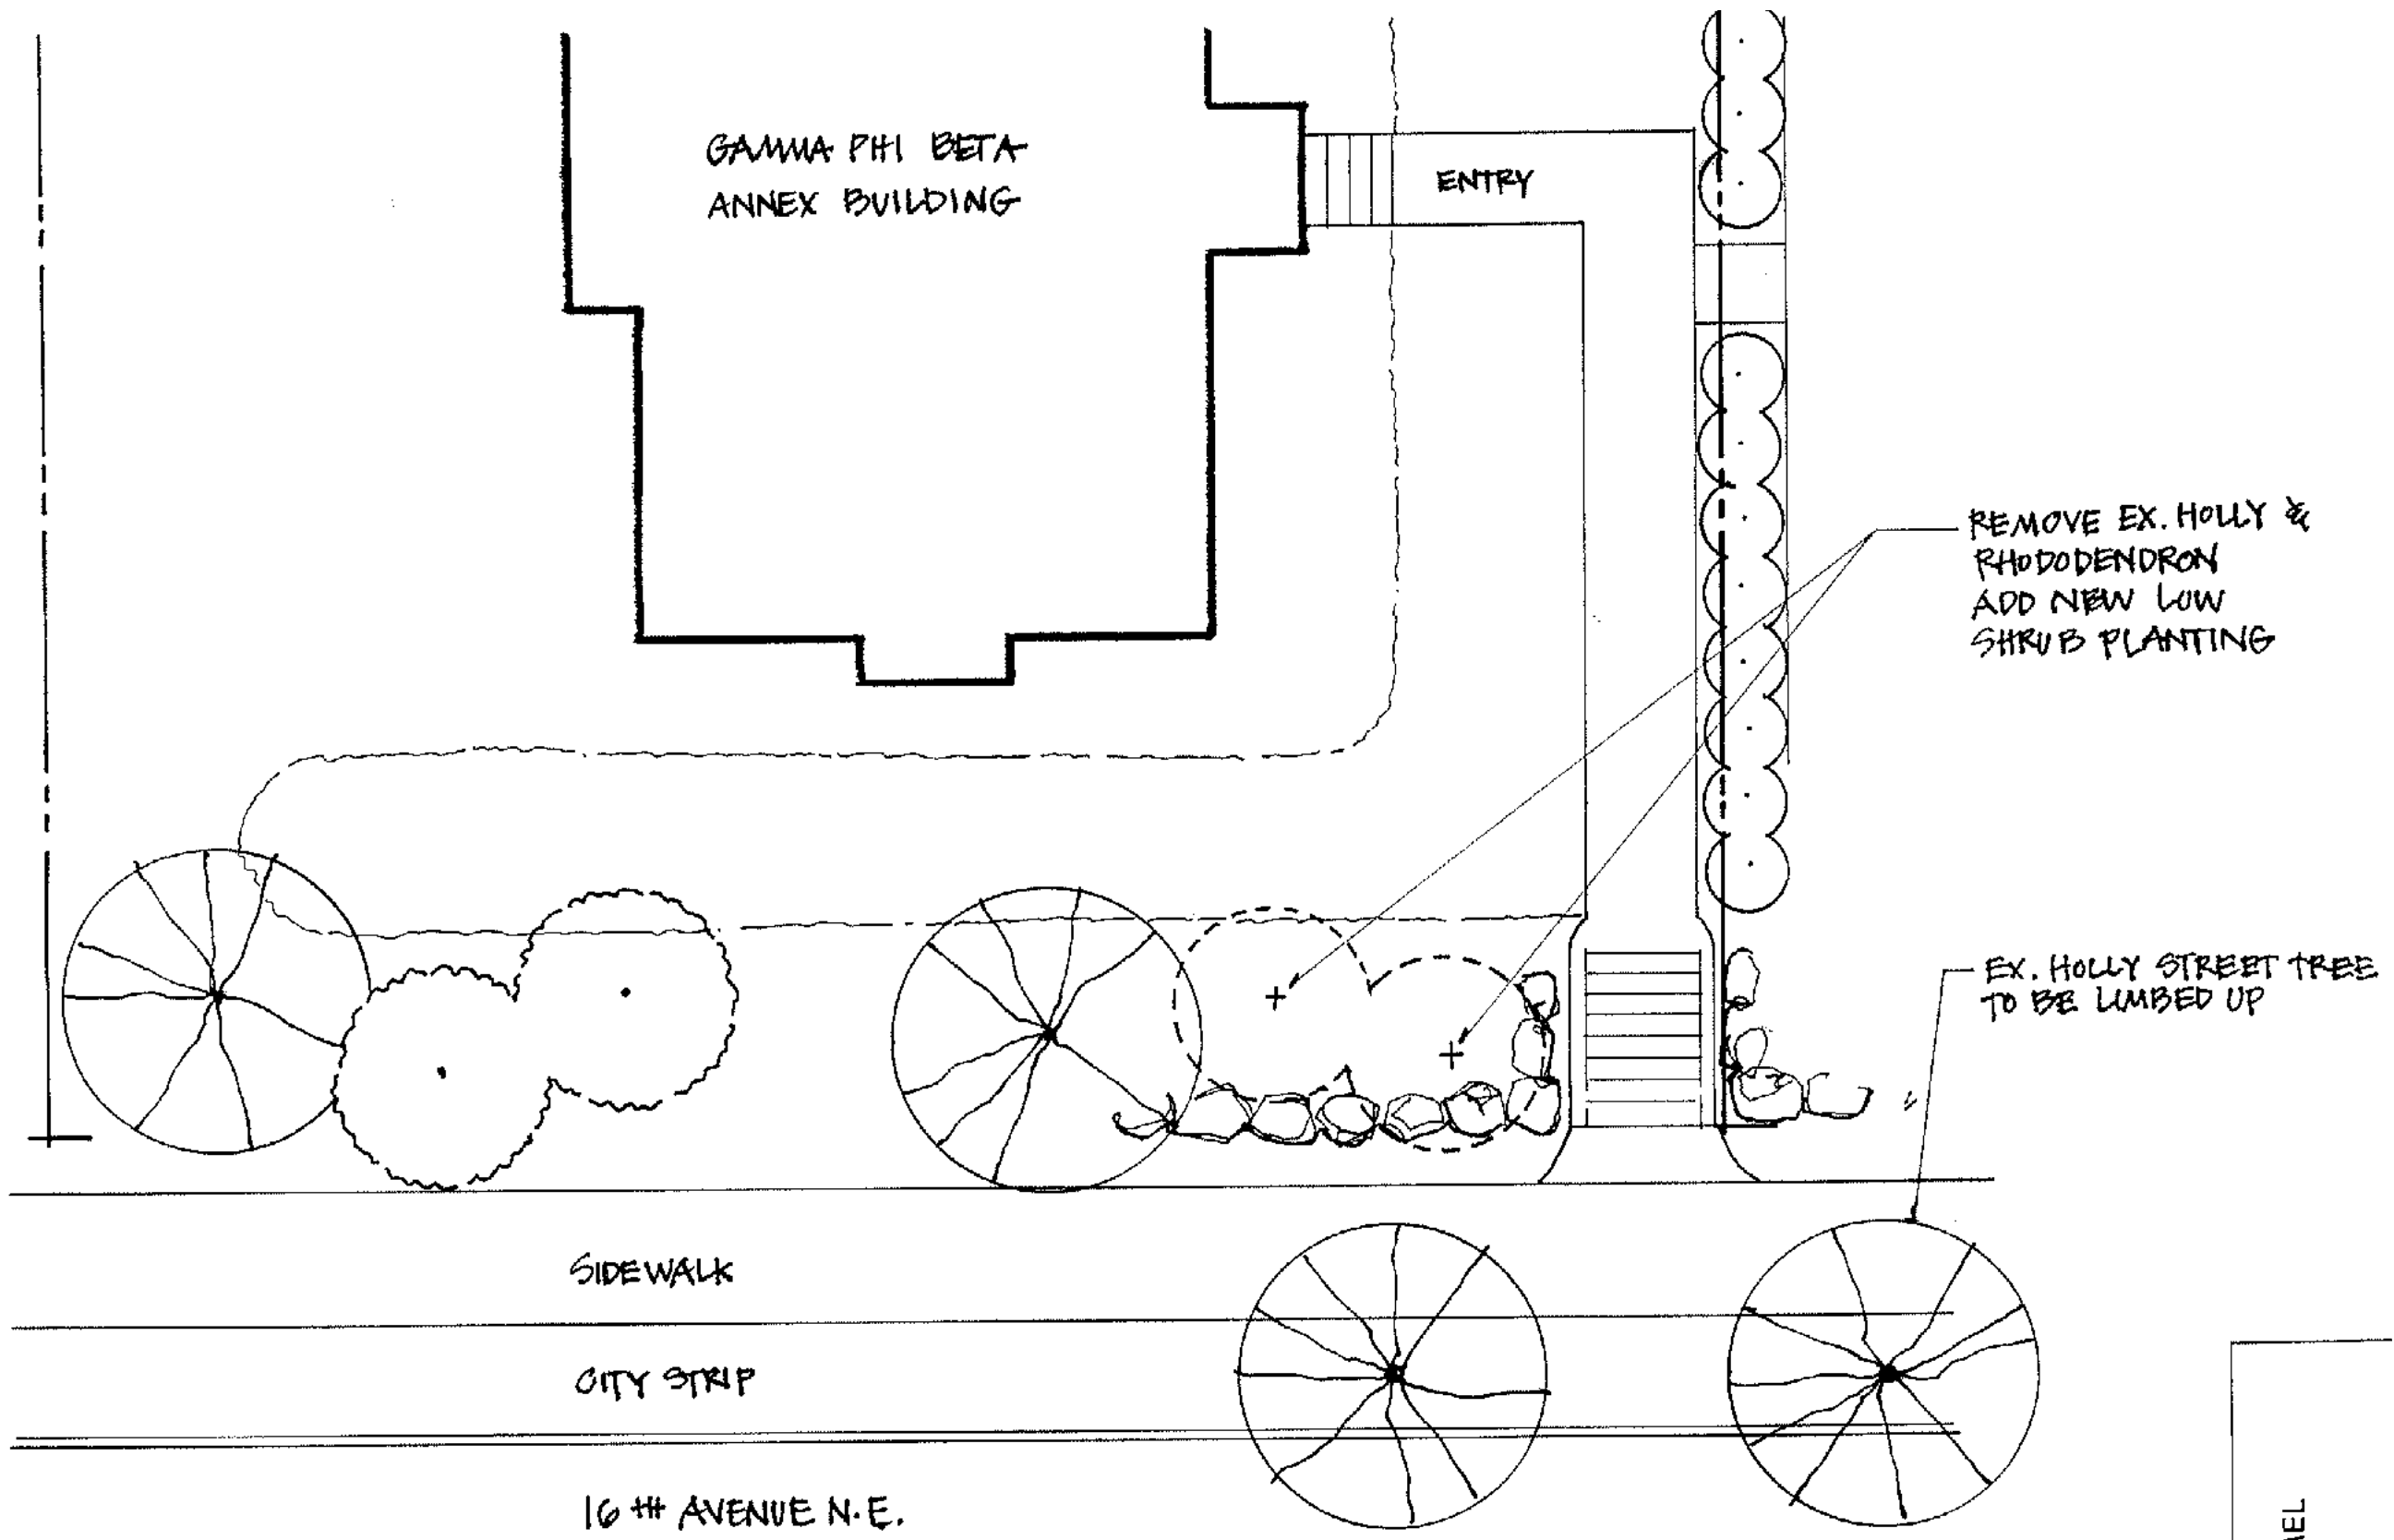 GAMMA PHI BETA
ANNEX BUILDING
ENTRY
REMOVE EX. HOLLY &
RHODODENDRON
ADD NEW LOW
SHRUB PLANTING
EX. HOLLY STREET TREE
TO BE LIMBED UP
SIDEWALK
CITY STRIP
16TH AVENUE N.E.